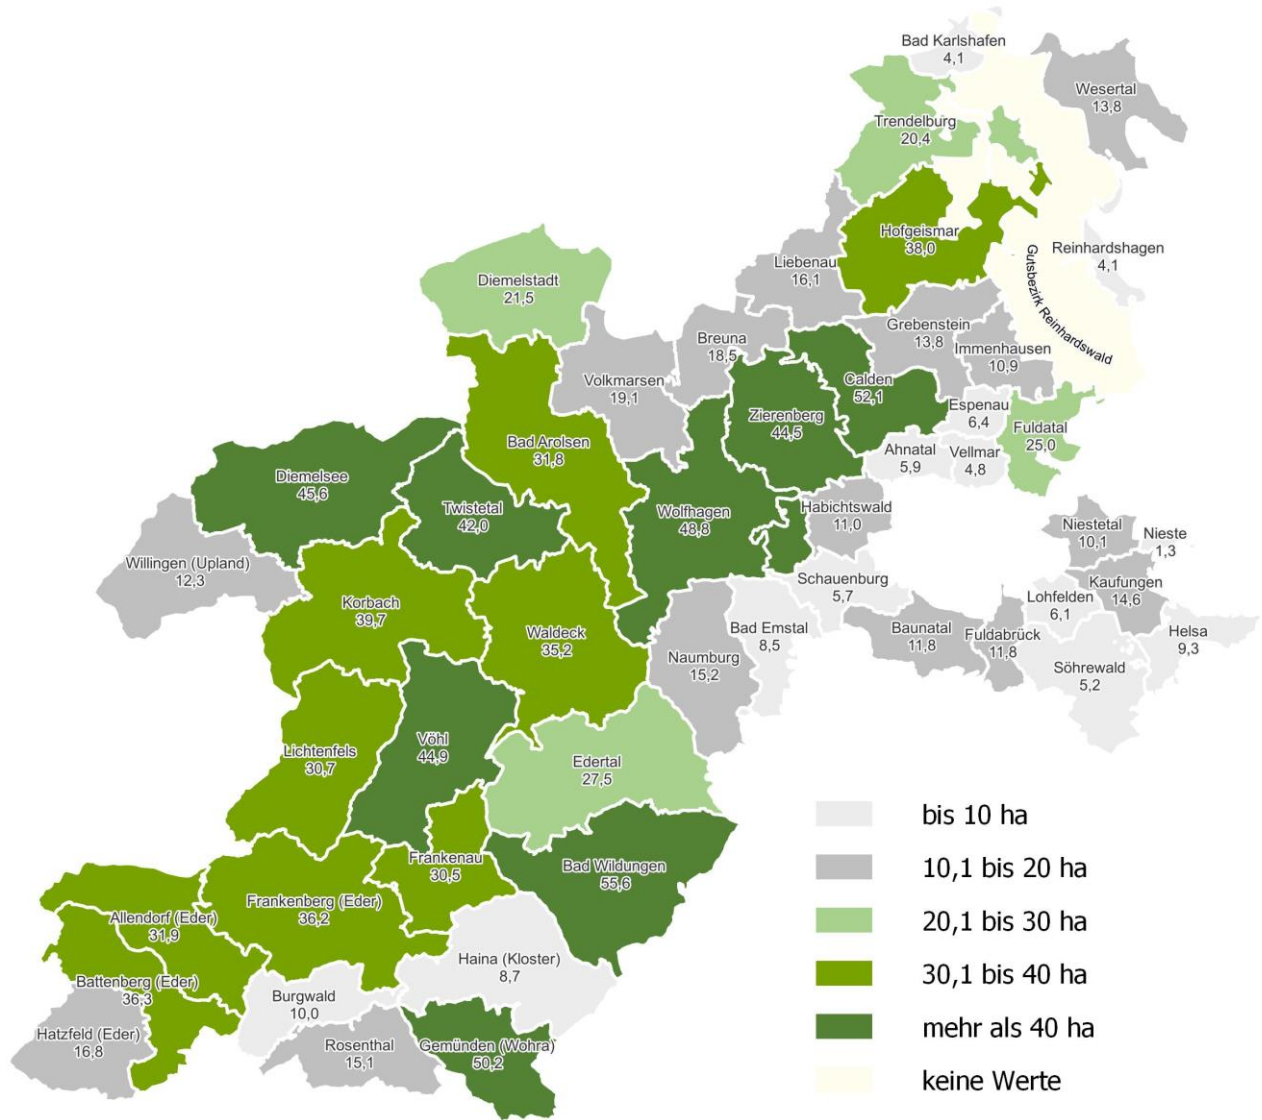 Bad Karlshafen
4,1
Wesertal
13,8
Trendelburg
20,4
Hofgeismar
38,0
Reinhardshagen
4,1
Gutsbezirk Reinhardswald
Liebenau
16,1
Diemelstadt
21,5
Grebenstein
13,8
Breuna
18,5
Immenhausen
10,9
Volkmarsen
19,1
Calden
52,1
Espenau
6,4
Zierenberg
44,5
Fuldatal
25,0
Bad Arolsen
31,8
Ahnatal
5,9
Vellmar
4,8
Diemelsee
45,6
Twistetal
42,0
Wolfhagen
48,8
Habichtswald
11,0
Niestetal
10,1
Nieste
1,3
Willingen (Upland)
12,3
Schauenburg
5,7
Kaufungen
14,6
Lohfelden
6,1
Korbach
39,7
Waldeck
35,2
Bad Emstal
8,5
Baunatal
11,8
Fuldabrück
11,8
Helsa
9,3
Naumburg
15,2
Söhrewald
5,2
Lichtenfels
30,7
Vöhl
44,9
Edertal
27,5
Frankenau
30,5
Bad Wildungen
55,6
Frankenberg (Eder)
36,2
Allendorf (Eder)
31,9
Haina (Kloster)
8,7
Battenberg (Eder)
36,3
Burgwald
10,0
Hatzfeld (Eder)
16,8
Rosenthal
15,1
Gemünden (Wohra)
50,2
bis 10 ha
10,1 bis 20 ha
20,1 bis 30 ha
30,1 bis 40 ha
mehr als 40 ha
keine Werte